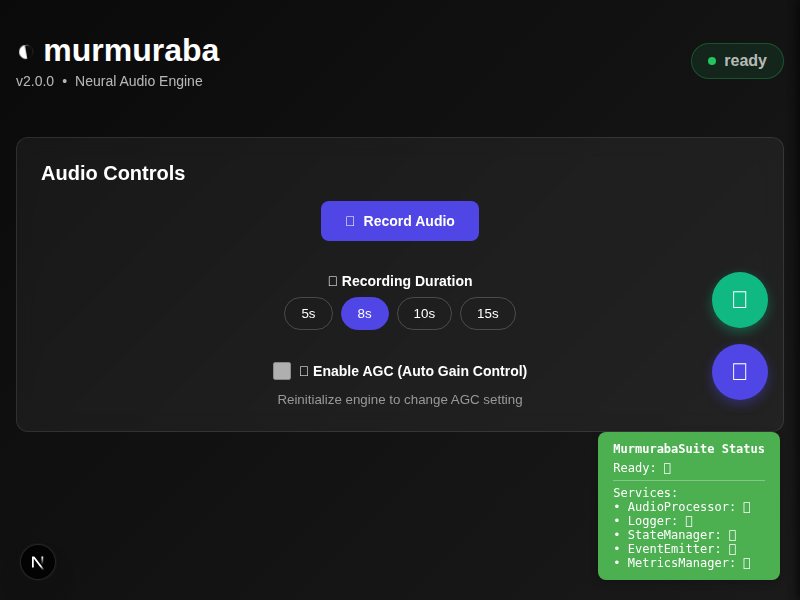 murmuraba
v2.0.0 • Neural Audio Engine
ready
Audio Controls
Record Audio
Recording Duration
5s 8s 10s 15s
Enable AGC (Auto Gain Control)
Reinitialize engine to change AGC setting
MurmurabaSuite Status
Ready:
Services:
• AudioProcessor:
• Logger:
• StateManager:
• EventEmitter:
• MetricsManager:
N